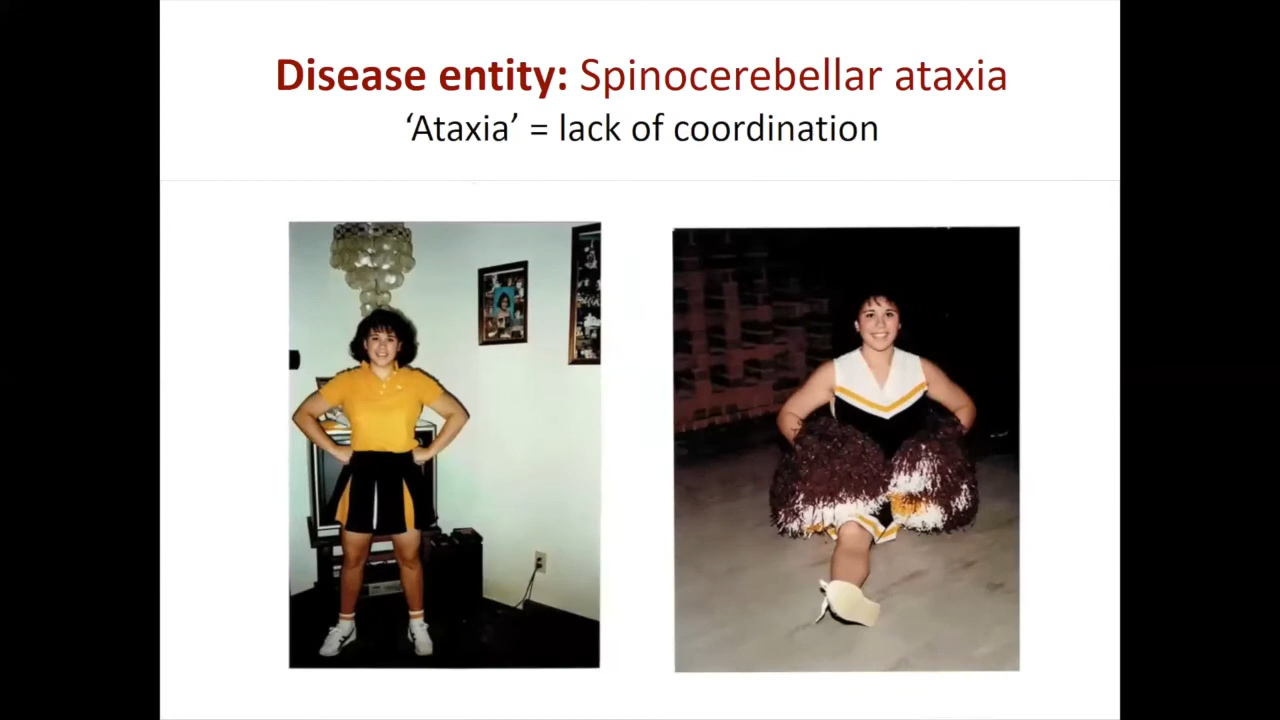 Disease entity: Spinocerebellar ataxia
‘Ataxia’ = lack of coordination